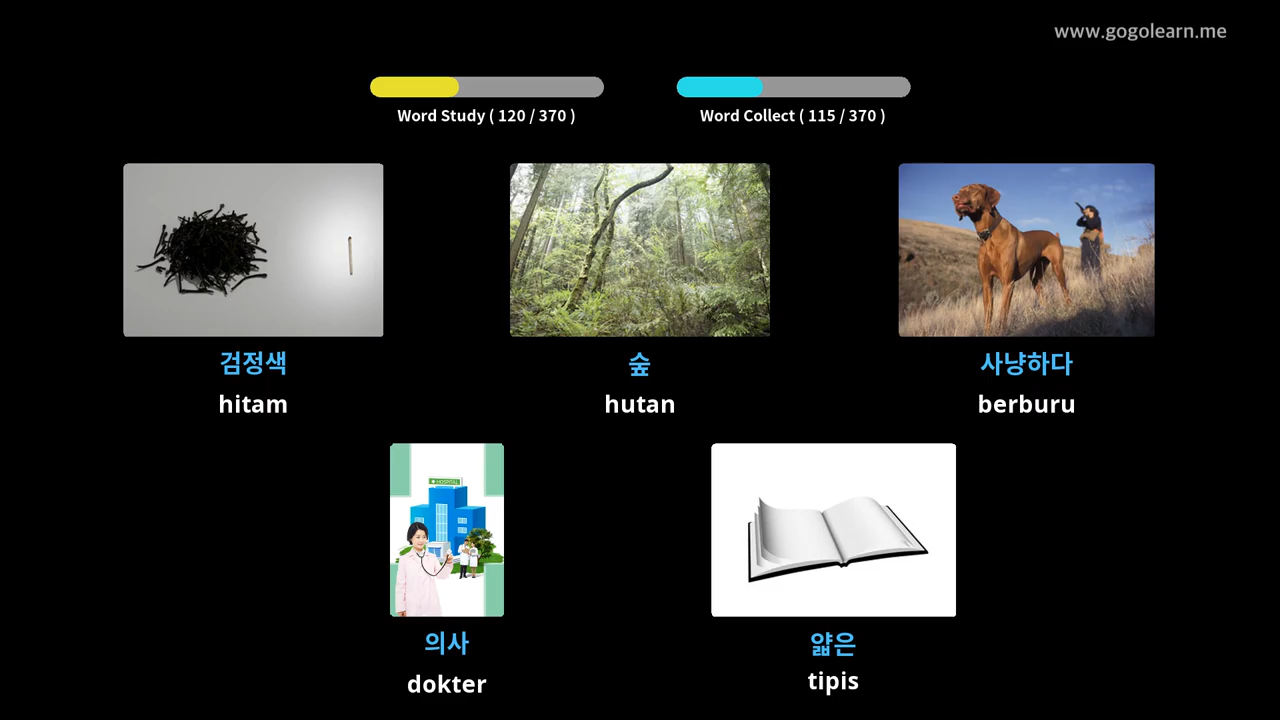 www.gogolearn.me
Word Study ( 120 / 370 )
Word Collect ( 115 / 370 )
검정색
숲
사냥하다
hitam
hutan
berburu
HOSPITAL
의사
얇은
dokter
tipis